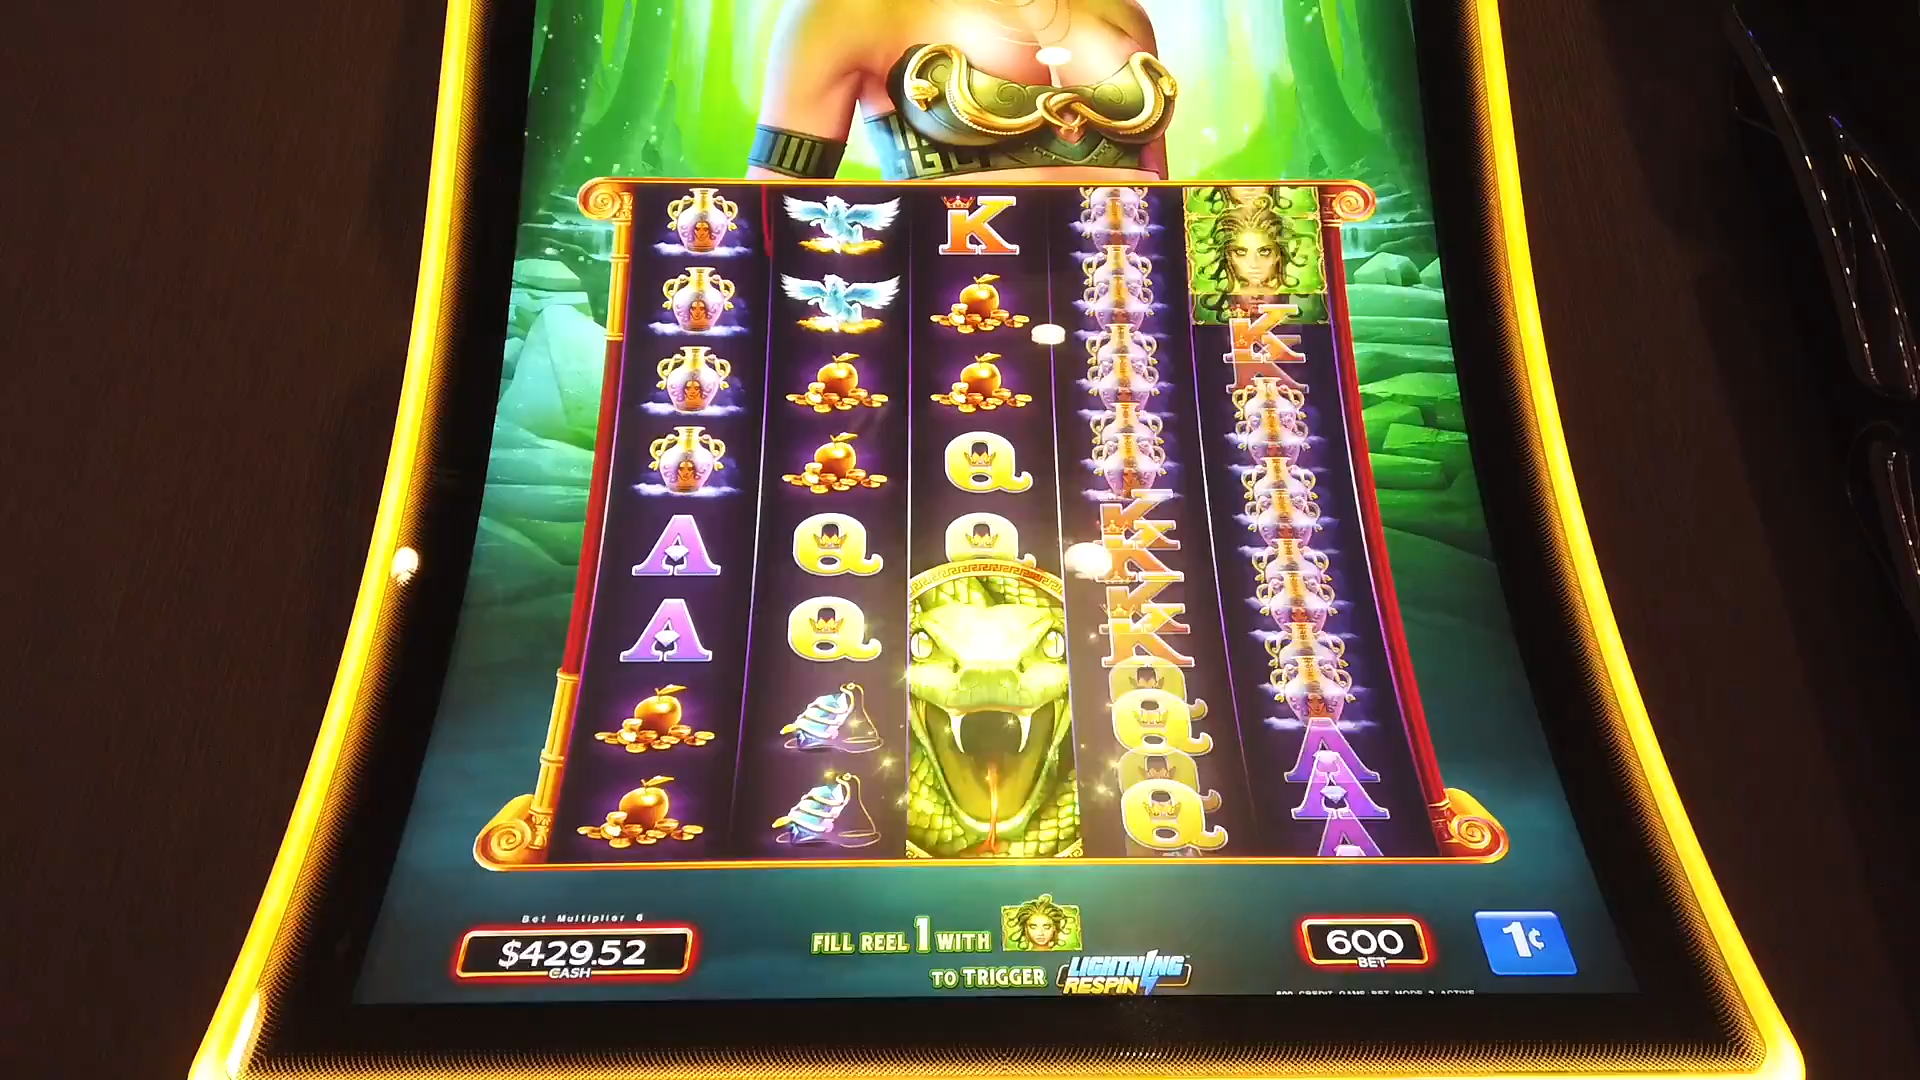 K
K
Q
A
Q
Q
K
A
Q
K
Q
Q
A
A
A
Bet Multiplier 6
$429.52
CASH
FILL REEL 1 WITH
TO TRIGGER LIGHTNING RESPIN
600
BET
1¢